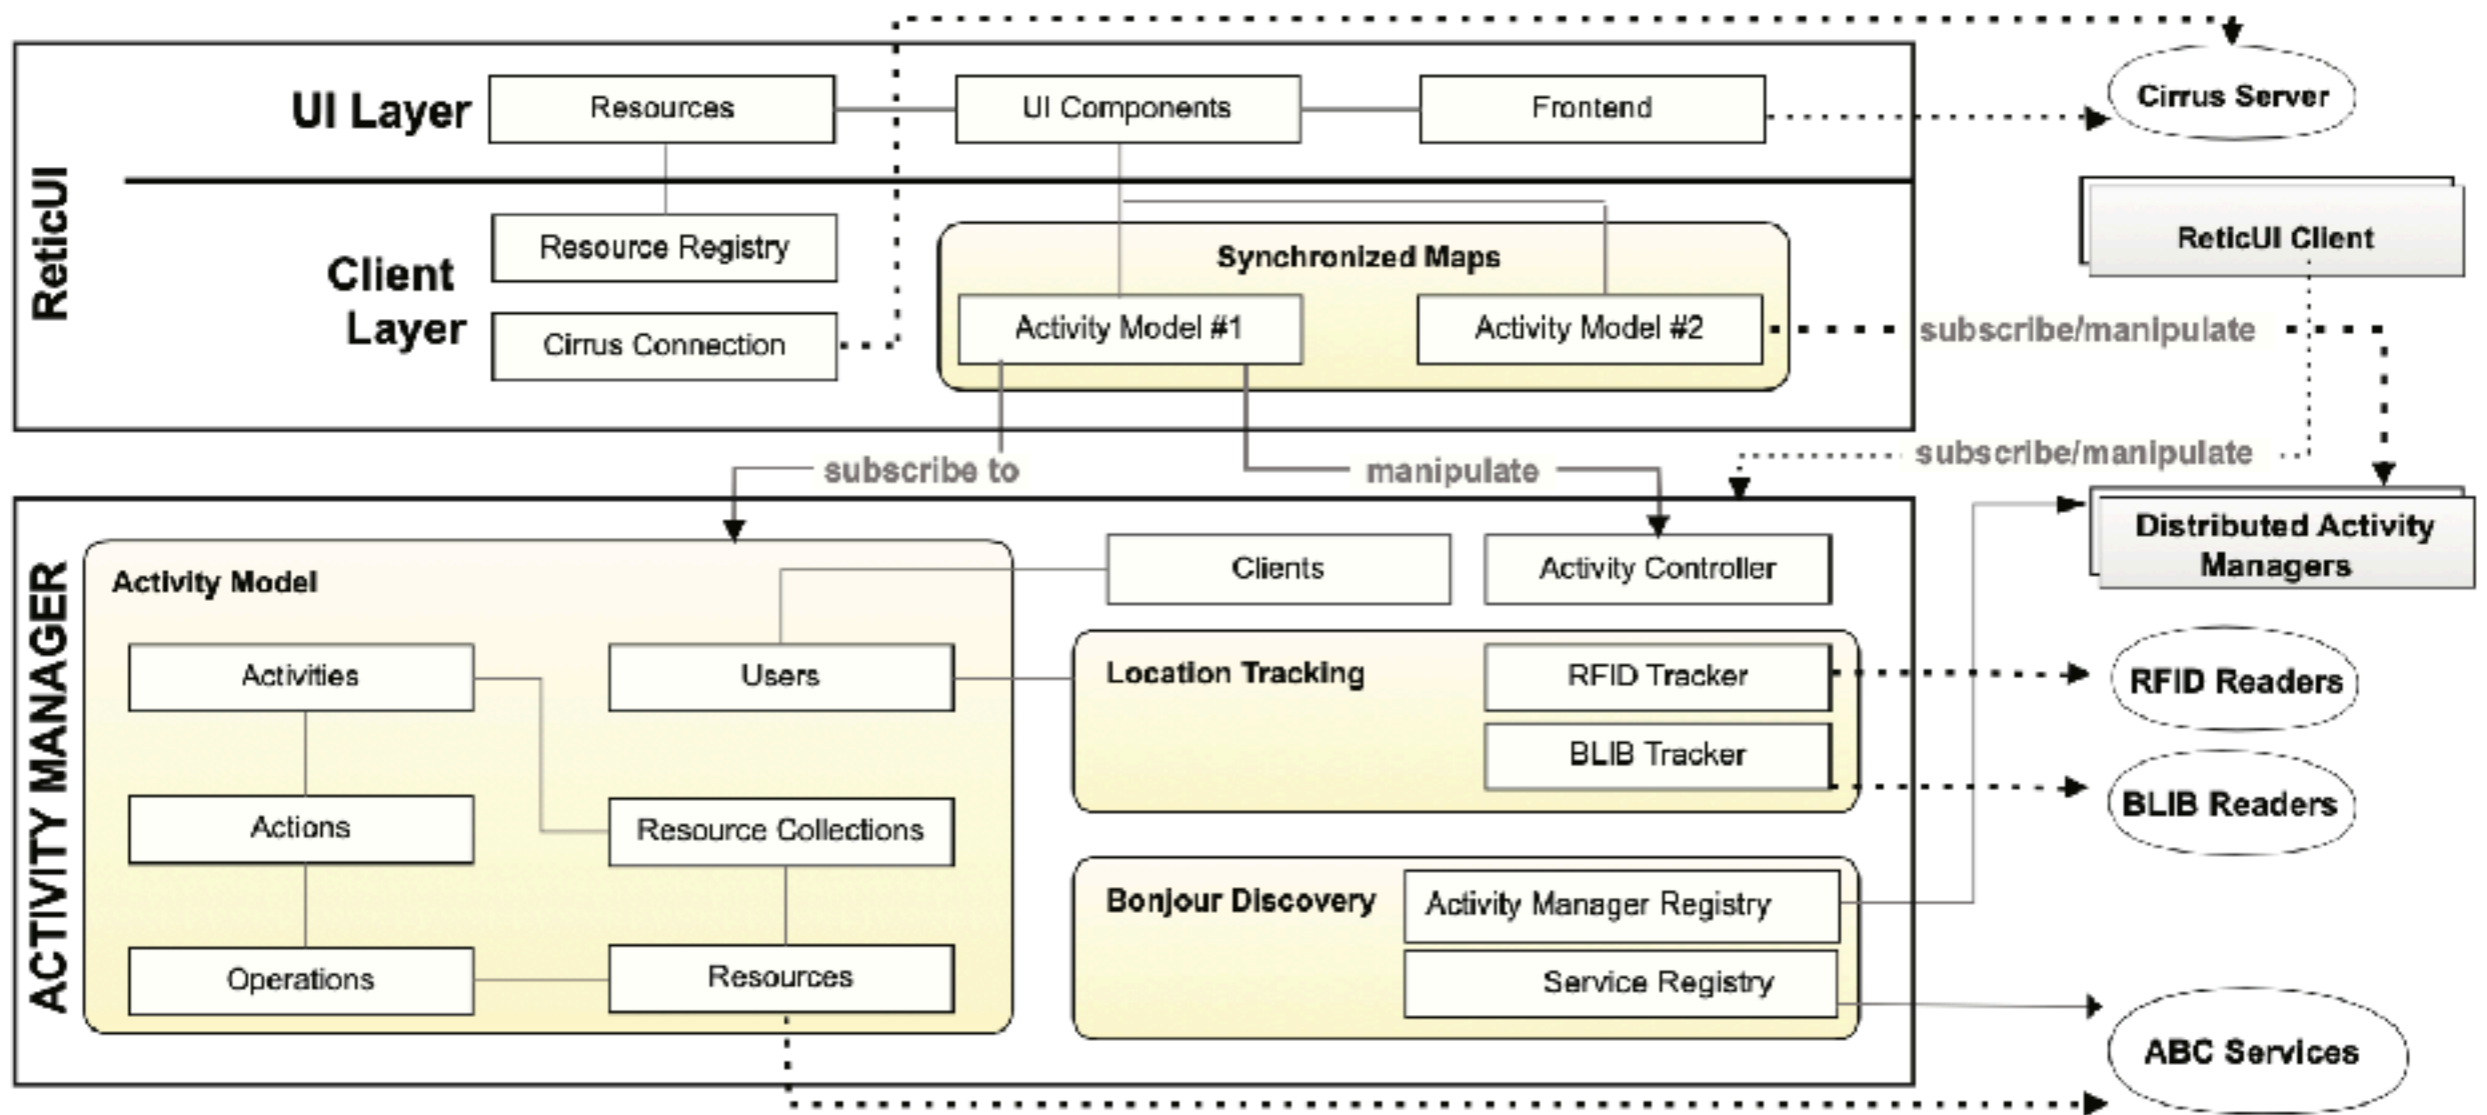 ReticUI
UI Layer
Resources
UI Components
Frontend
Cirrus Server
Client
Layer
Resource Registry
Cirrus Connection
Synchronized Maps
Activity Model #1
Activity Model #2
ReticUI Client
subscribe/manipulate
subscribe/manipulate
subscribe to
manipulate
ACTIVITY MANAGER
Activity Model
Clients
Activity Controller
Distributed Activity
Managers
Activities
Users
Location Tracking
RFID Tracker
RFID Readers
BLIB Tracker
BLIB Readers
Actions
Resource Collections
Bonjour Discovery
Activity Manager Registry
Operations
Resources
Service Registry
ABC Services